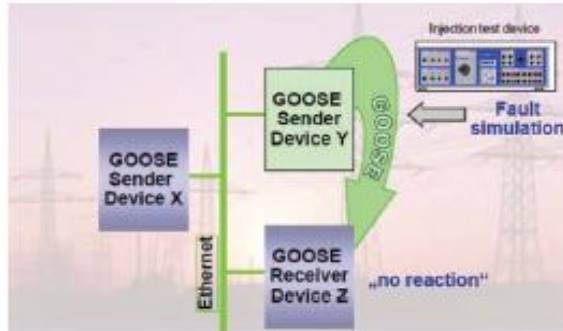 Injection test device
GOOSE
Sender
Device Y
GOOSE
Fault
simulation
GOOSE
Sender
Device X
Ethernet
GOOSE
Receiver
Device Z
„no reaction“